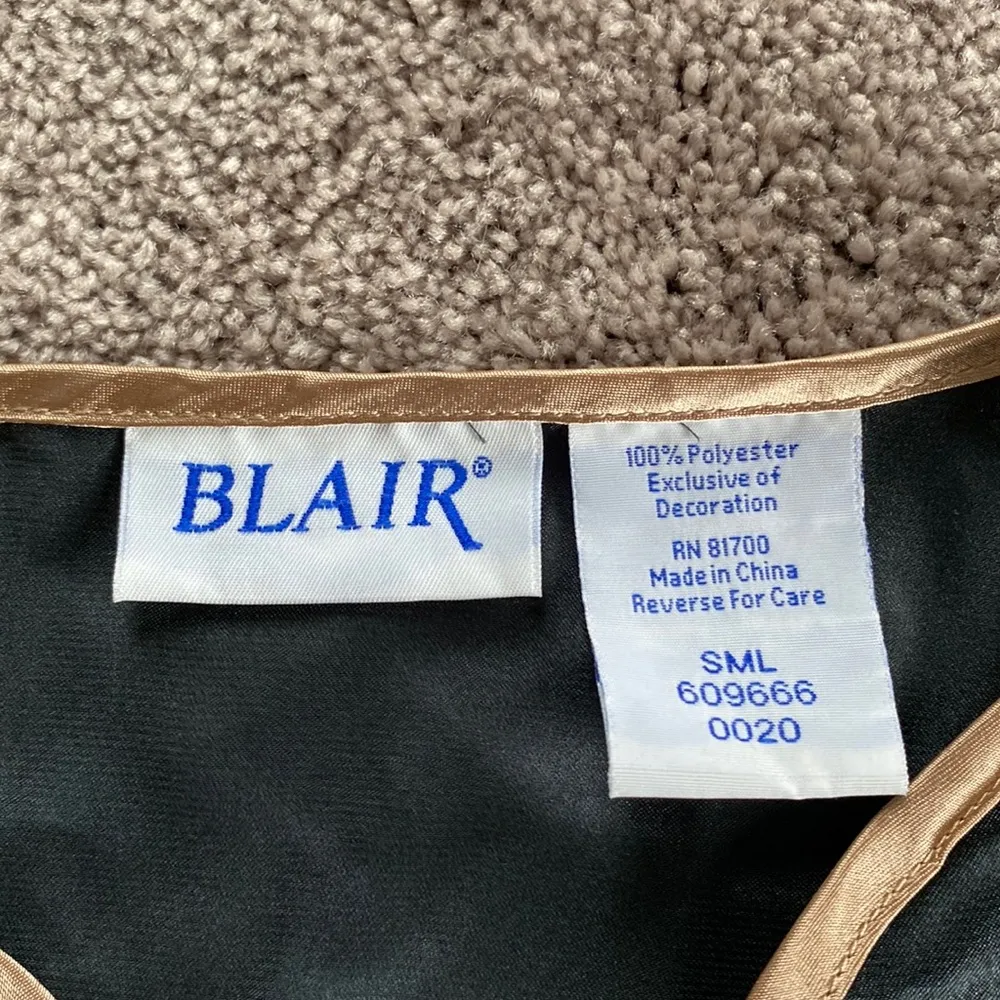 BLAIR®
100% Polyester
Exclusive of
Decoration
RN 81700
Made in China
Reverse For Care
SML
609666
0020